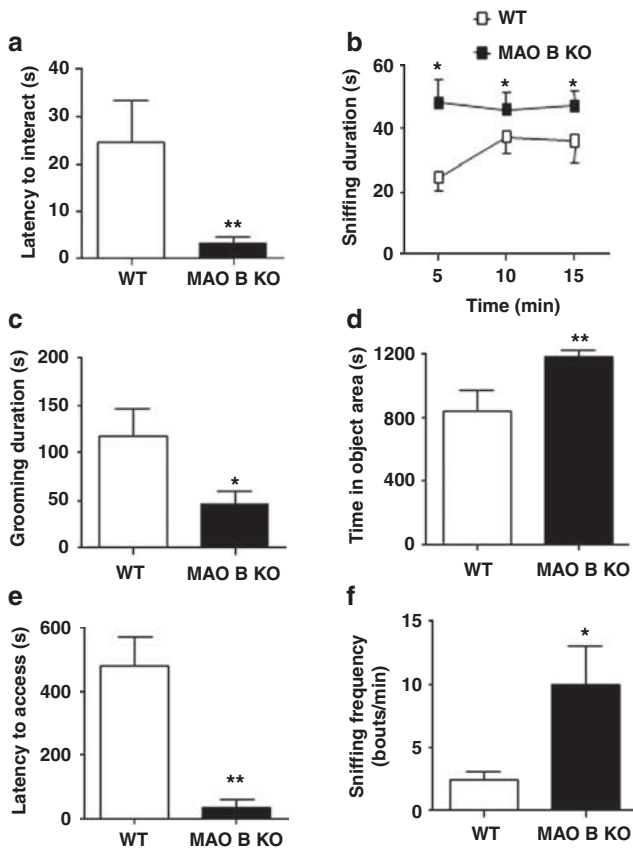 a
Latency to interact (s)
40
30
20
10
0
**
WT
MAO B KO
b
WT
MAO B KO
Sniffing duration (s)
60
40
20
0
*
*
*
5
10
15
Time (min)
c
Grooming duration (s)
200
150
100
50
0
*
WT
MAO B KO
d
Time in object area (s)
1200
800
400
0
**
WT
MAO B KO
e
Latency to access (s)
600
400
200
0
**
WT
MAO B KO
f
Sniffing frequency
(bouts/min)
15
10
5
0
*
WT
MAO B KO